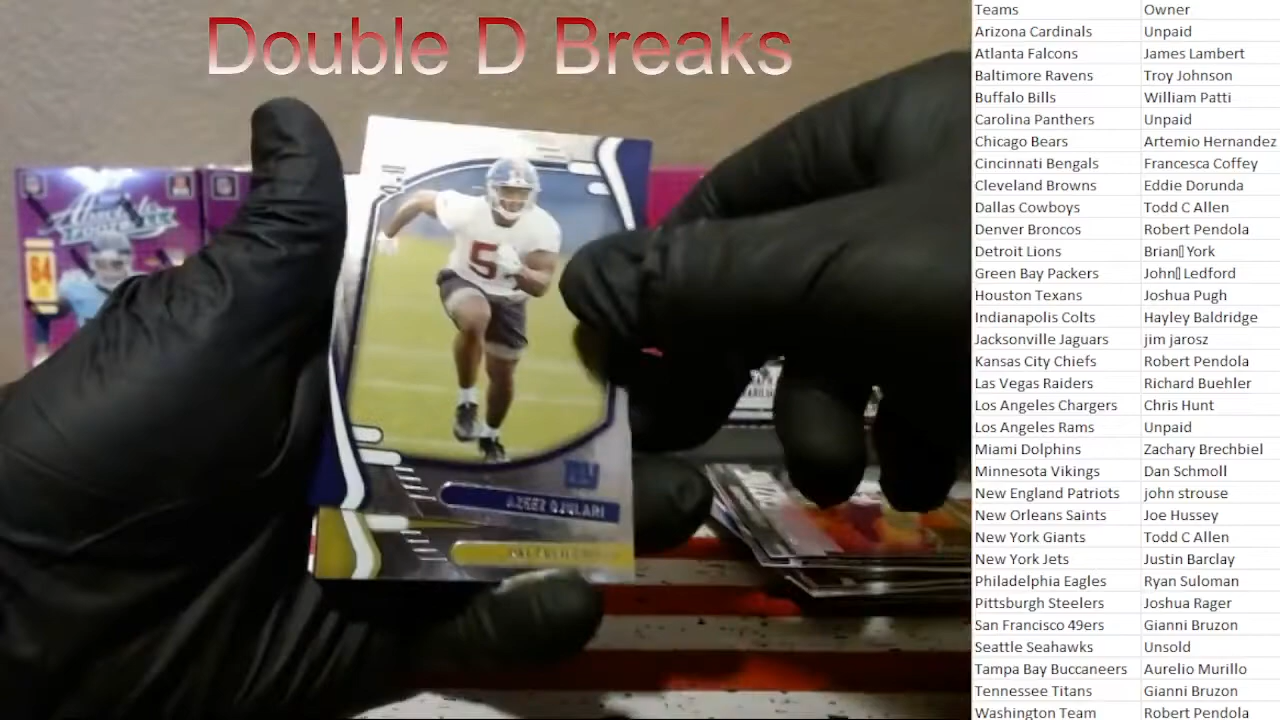 Double D Breaks
Teams Owner
Arizona Cardinals Unpaid
Atlanta Falcons James Lambert
Baltimore Ravens Troy Johnson
Buffalo Bills William Patti
Carolina Panthers Unpaid
Chicago Bears Artemio Hernandez
Cincinnati Bengals Francesca Coffey
Cleveland Browns Eddie Dorunda
Dallas Cowboys Todd C Allen
Denver Broncos Robert Pendola
Detroit Lions Brian▯York
Green Bay Packers John▯Ledford
Houston Texans Joshua Pugh
Indianapolis Colts Hayley Baldridge
Jacksonville Jaguars jim jarosz
Kansas City Chiefs Robert Pendola
Las Vegas Raiders Richard Buehler
Los Angeles Chargers Chris Hunt
Los Angeles Rams Unpaid
Miami Dolphins Zachary Brechbiel
Minnesota Vikings Dan Schmoll
New England Patriots john strouse
New Orleans Saints Joe Hussey
New York Giants Todd C Allen
New York Jets Justin Barclay
Philadelphia Eagles Ryan Suloman
Pittsburgh Steelers Joshua Rager
San Francisco 49ers Gianni Bruzon
Seattle Seahawks Unsold
Tampa Bay Buccaneers Aurelio Murillo
Tennessee Titans Gianni Bruzon
Washington Team Robert Pendola
Absolute
Football
64
5
NY
AZEEZ OJULARI